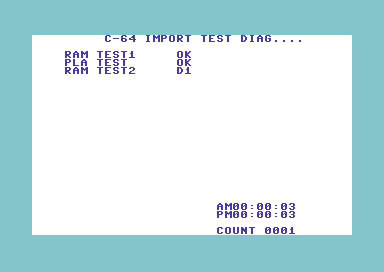 C-64 IMPORT TEST DIAG....
RAM TEST1 OK
PLA TEST OK
RAM TEST2 D1
AM00:00:03
PM00:00:03
COUNT 0001